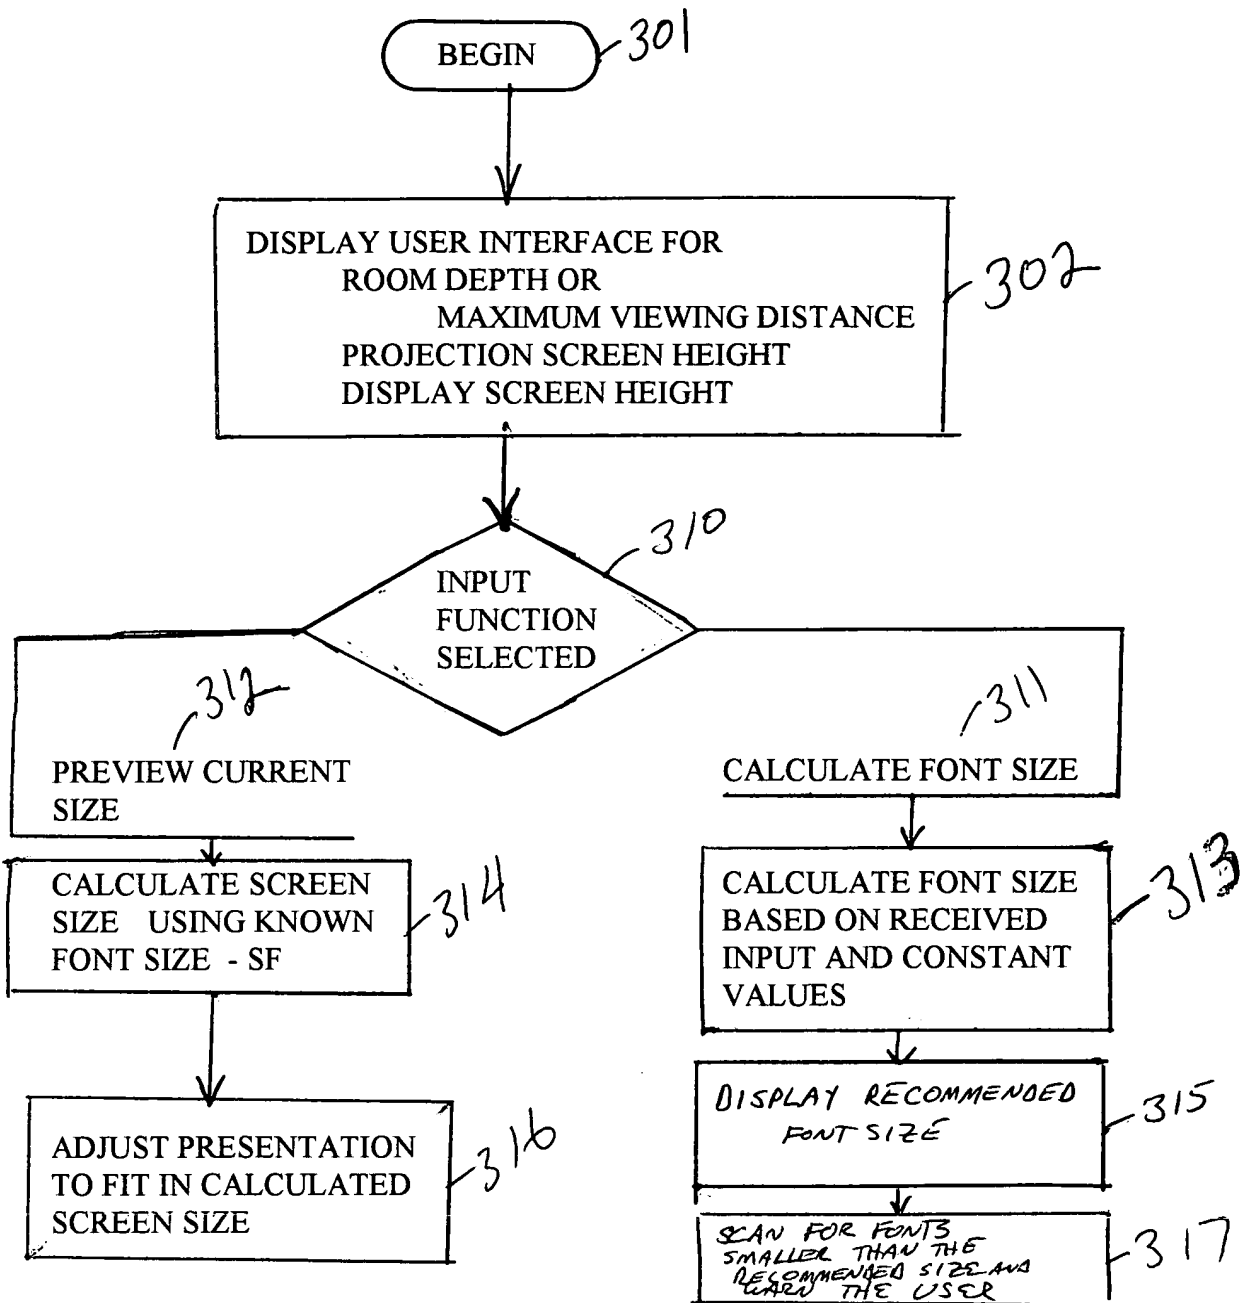 BEGIN
301
DISPLAY USER INTERFACE FOR
ROOM DEPTH OR
MAXIMUM VIEWING DISTANCE
PROJECTION SCREEN HEIGHT
DISPLAY SCREEN HEIGHT
302
310
INPUT
FUNCTION
SELECTED
312
PREVIEW CURRENT
SIZE
311
CALCULATE FONT SIZE
CALCULATE SCREEN
SIZE USING KNOWN
FONT SIZE - SF
314
CALCULATE FONT SIZE
BASED ON RECEIVED
INPUT AND CONSTANT
VALUES
313
ADJUST PRESENTATION
TO FIT IN CALCULATED
SCREEN SIZE
316
DISPLAY RECOMMENDED
FONT SIZE
315
SCAN FOR FONTS
SMALLER THAN THE
RECOMMENDED SIZE AND
WARN THE USER
317